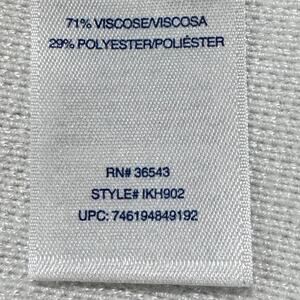 71% VISCOSE/VISCOSA
29% POLYESTER/POLIÉSTER
RN# 36543
STYLE# IKH902
UPC: 746194849192